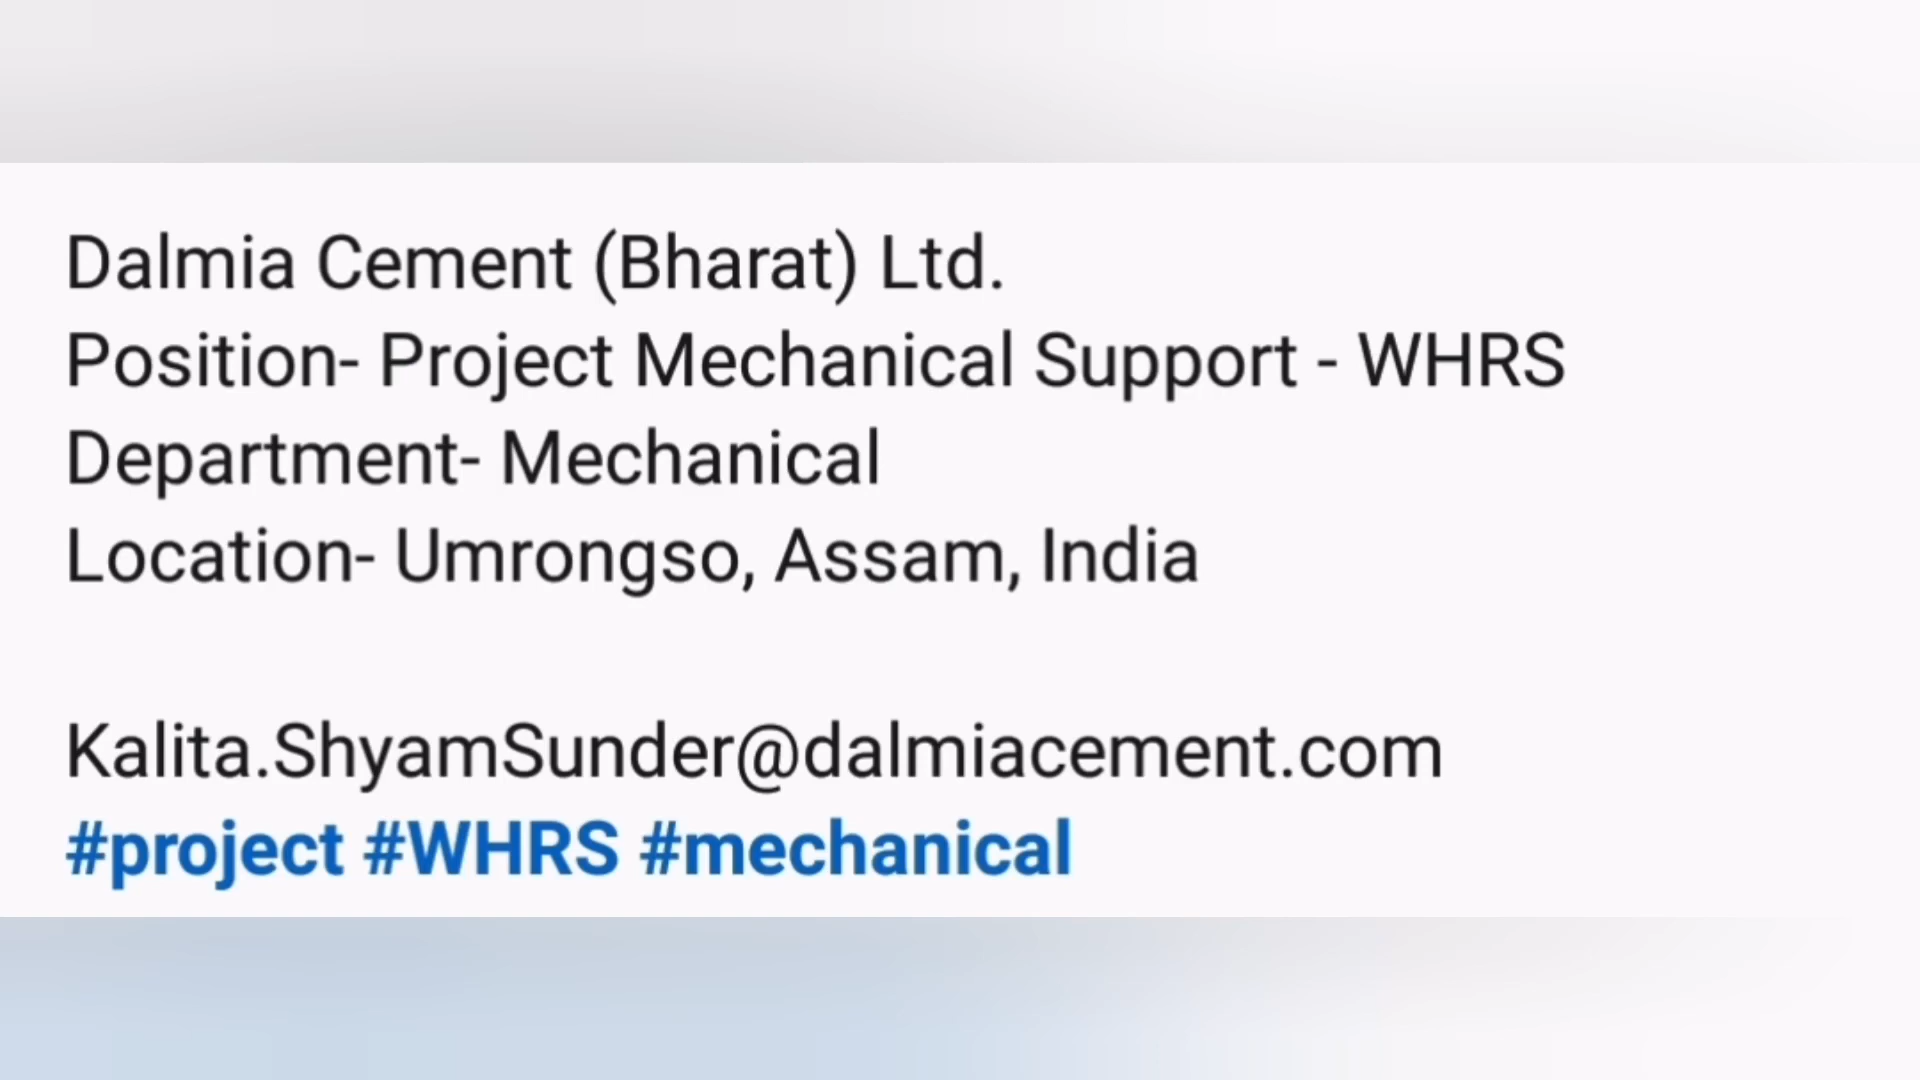 Dalmia Cement (Bharat) Ltd.
Position- Project Mechanical Support - WHRS
Department- Mechanical
Location- Umrongso, Assam, India
Kalita.ShyamSunder@dalmiacement.com
#project #WHRS #mechanical